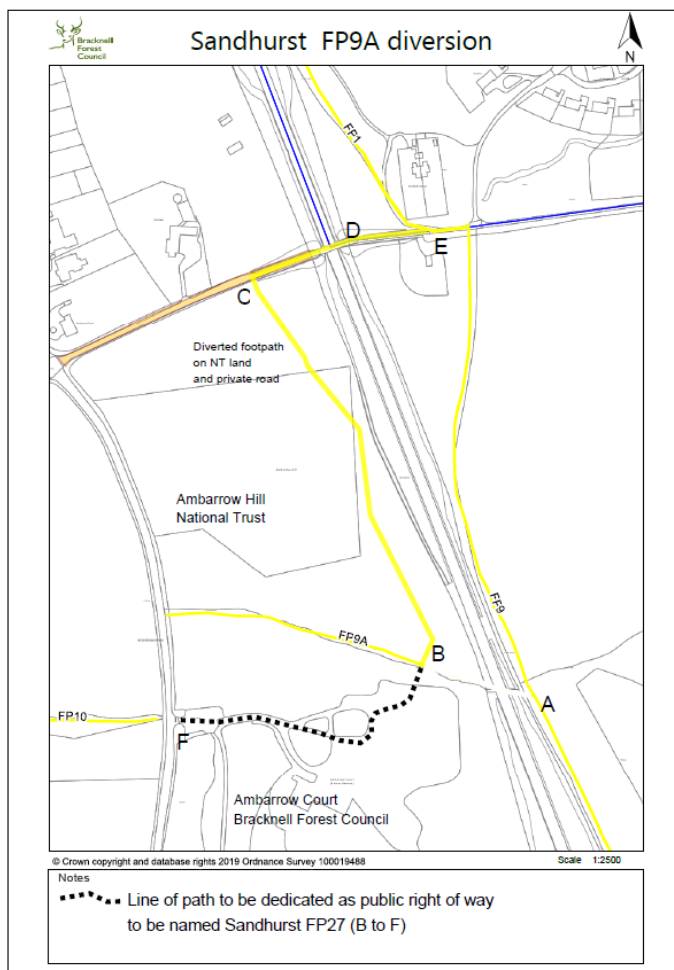 Bracknell
Forest
Council
Sandhurst FP9A diversion
N
FP1
D
E
C
Diverted footpath
on NT land
and private road
Ambarrow Hill
National Trust
FP9
FP9A
B
A
FP10
F
Ambarrow Court
Bracknell Forest Council
© Crown copyright and database rights 2019 Ordnance Survey 100019488
Scale 1:2500
Notes
Line of path to be dedicated as public right of way
to be named Sandhurst FP27 (B to F)